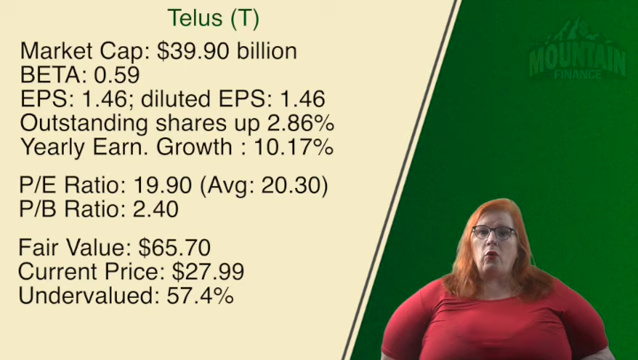 Telus (T)
Market Cap: $39.90 billion
BETA: 0.59
EPS: 1.46; diluted EPS: 1.46
Outstanding shares up 2.86%
Yearly Earn. Growth : 10.17%
P/E Ratio: 19.90 (Avg: 20.30)
P/B Ratio: 2.40
Fair Value: $65.70
Current Price: $27.99
Undervalued: 57.4%
MOUNTAIN
FINANCE